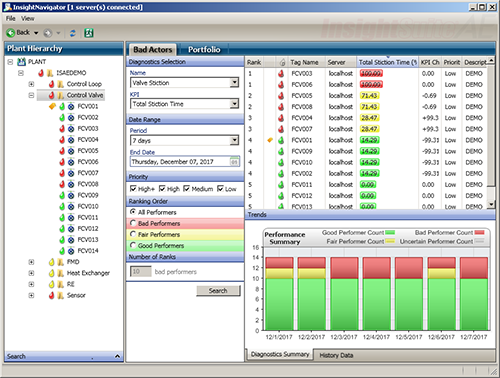 InsightNavigator [1 server(s) connected]
File View
Back
Plant Hierarchy
PLANT
ISAEDEMO
Control Loop
Control Valve
FCV001
FCV002
FCV003
FCV004
FCV005
FCV006
FCV007
FCV008
FCV009
FCV010
FCV011
FCV012
FCV013
FCV014
FMD
Heat Exchanger
RE
Sensor
Search
Bad Actors Portfolio
Diagnostics Selection
Name
Valve Stiction
KPI
Total Stiction Time
Date Range
Period
7 days
End Date
Thursday, December 07, 2017
Priority
High+ High Medium Low
Ranking Order
All Performers
Bad Performers
Fair Performers
Good Performers
Number of Ranks
10 bad performers
Search
Rank Tag Name Server Total Stiction Time (% KPI Ch Priorit Descript
1 FCV003 localhost 100.00 0.00 Low DEMO
1 FCV006 localhost 100.00 0.00 Low DEMO
2 FCV005 localhost 71.43 -0.69 Low DEMO
2 FCV008 localhost 71.43 -0.69 Low DEMO
3 FCV004 localhost 28.47 +99.3 Low DEMO
3 FCV007 localhost 28.47 +99.3 Low DEMO
4 FCV001 localhost 14.29 -99.31 Low DEMO
4 FCV009 localhost 14.29 -99.31 Low DEMO
4 FCV010 localhost 14.29 -99.31 Low DEMO
4 FCV002 localhost 14.29 -99.31 Low DEMO
5 FCV011 localhost 0.00 0.00 Low DEMO
5 FCV012 localhost 0.00 0.00 Low DEMO
5 FCV013 localhost 0.00 0.00 Low DEMO
Trends
Performance Summary
Good Performer Count Bad Performer Count
Fair Performer Count Uncertain Performer Count
16
14
12
10
8
6
4
2
0
12/1/2017 12/2/2017 12/3/2017 12/4/2017 12/5/2017 12/6/2017 12/7/2017
Diagnostics Summary History Data